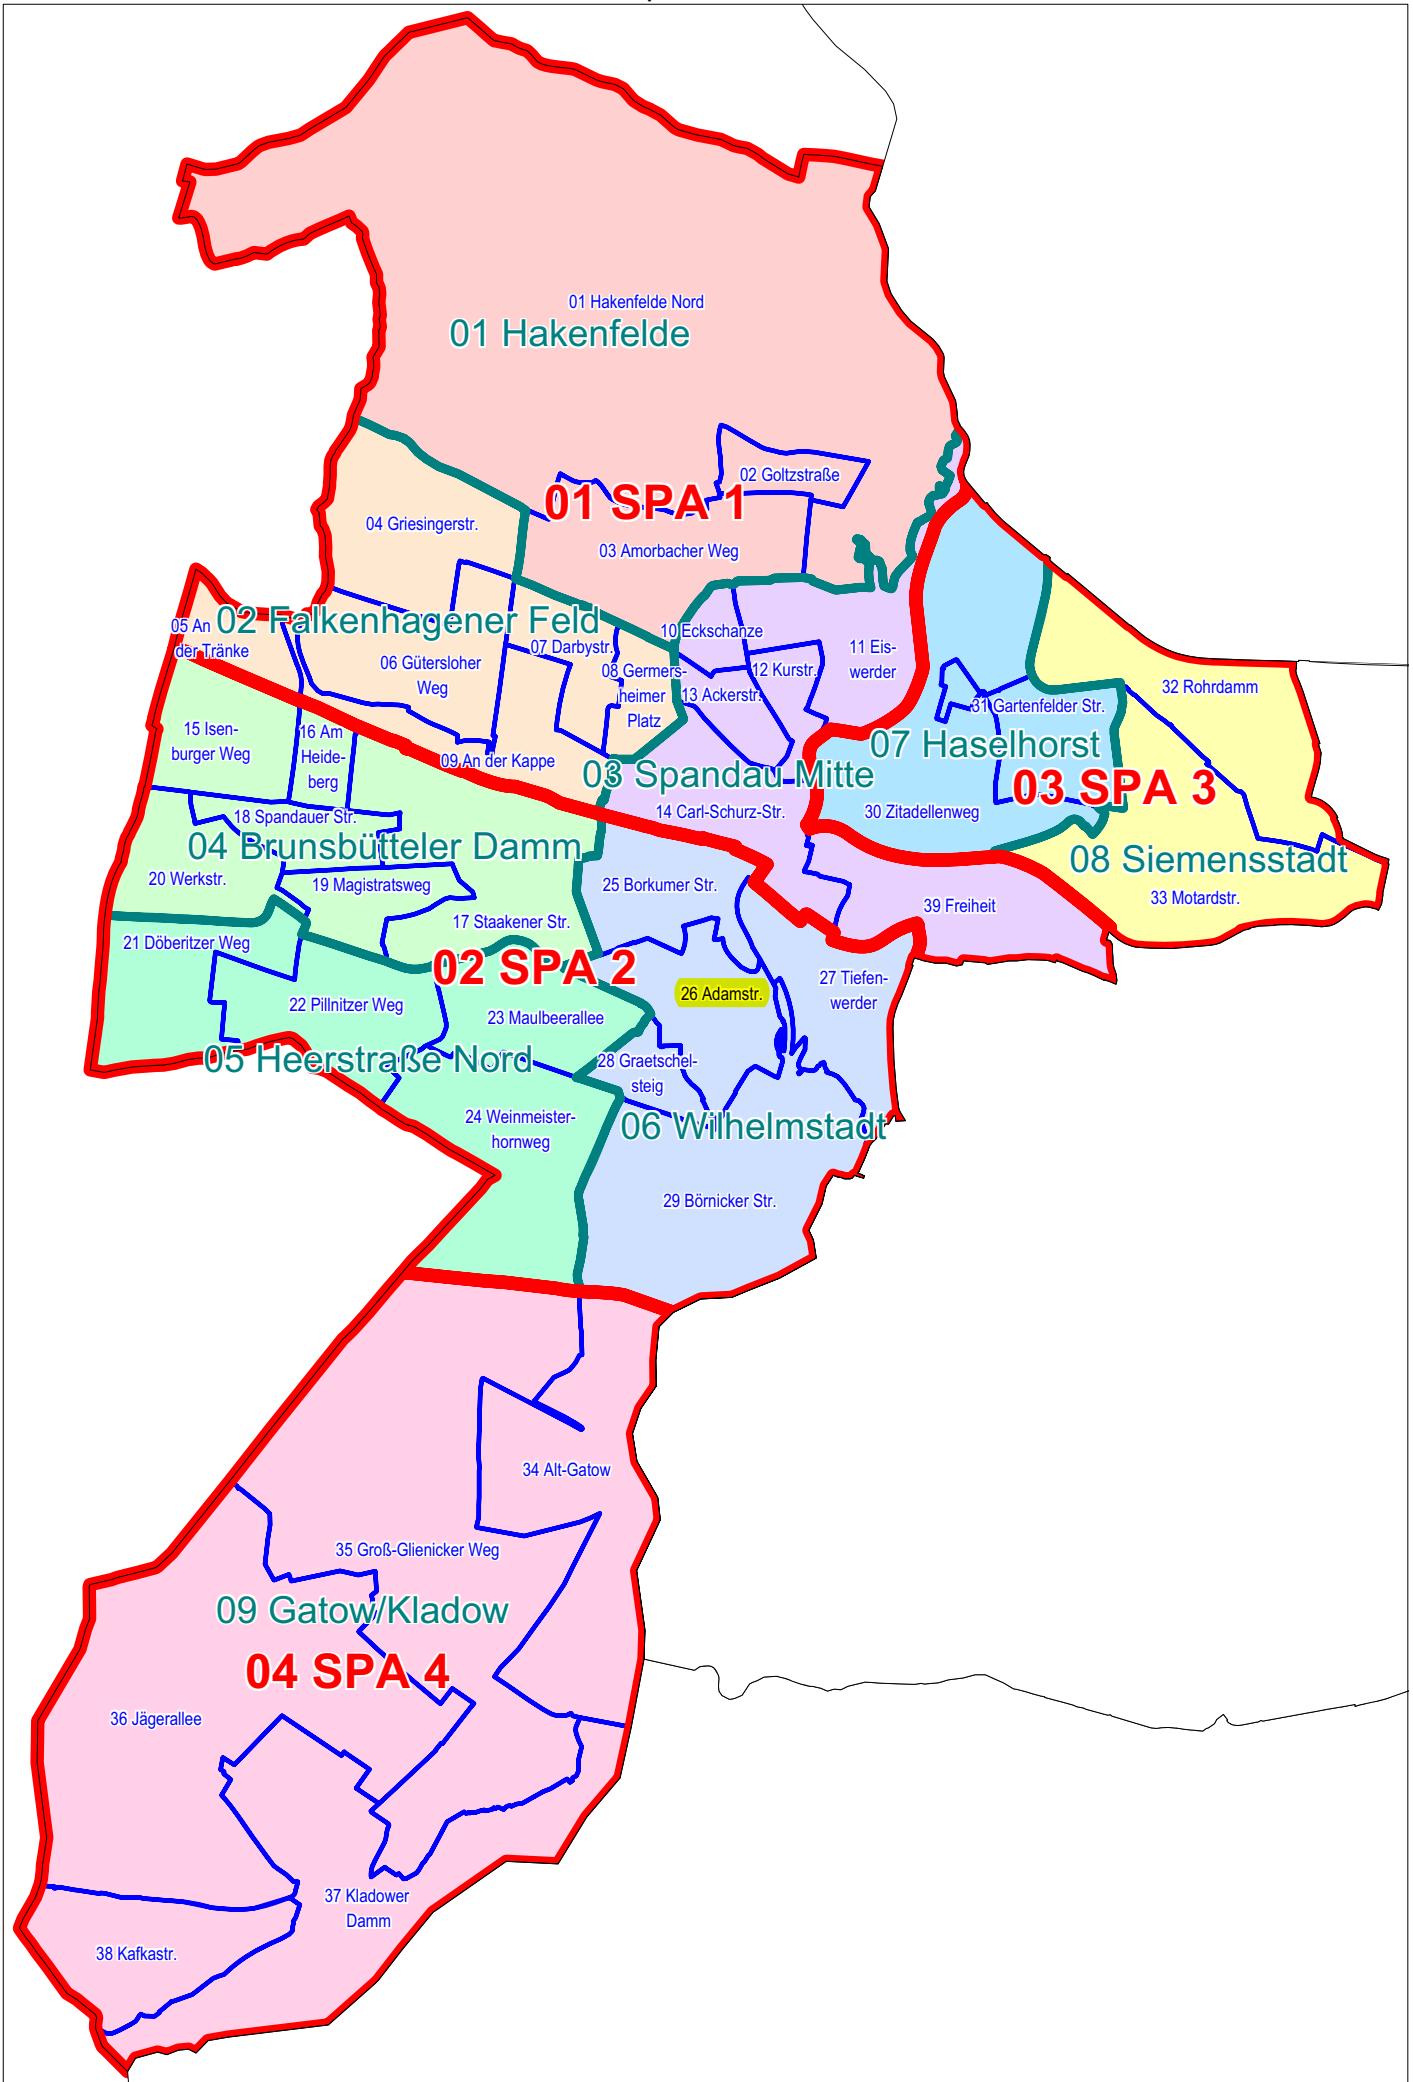 01 Hakenfelde Nord
01 Hakenfelde
02 Goltzstraße
01 SPA 1
04 Griesingerstr.
03 Amorbacher Weg
02 Falkenhagener Feld
05 An
der Tränke
10 Eckschanze
07 Darbystr.
11 Eis-
werder
06 Gütersloher
Weg
08 Germers-
heimer
Platz
12 Kurstr.
13 Ackerstr.
32 Rohrdamm
31 Gartenfelder Str.
15 Isen-
burger Weg
16 Am
Heide-
berg
07 Haselhorst
09 An der Kappe
03 Spandau Mitte
03 SPA 3
14 Carl-Schurz-Str.
30 Zitadellenweg
18 Spandauer Str.
04 Brunsbütteler Damm
08 Siemensstadt
20 Werkstr.
19 Magistratsweg
25 Borkumer Str.
33 Motardstr.
39 Freiheit
17 Staakener Str.
21 Döberitzer Weg
02 SPA 2
26 Adamstr.
27 Tiefen-
werder
22 Pillnitzer Weg
23 Maulbeerallee
05 Heerstraße Nord
28 Graetschel-
steig
24 Weinmeister-
hornweg
06 Wilhelmstadt
29 Börnicker Str.
34 Alt-Gatow
35 Groß-Glienicker Weg
09 Gatow/Kladow
04 SPA 4
36 Jägerallee
37 Kladower
Damm
38 Kafkastr.